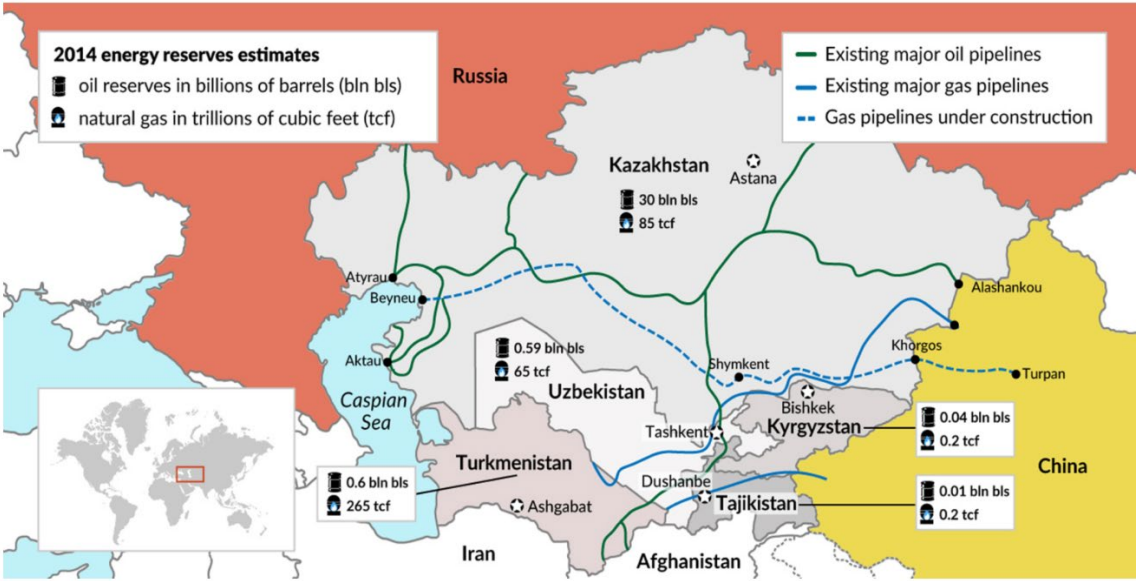 2014 energy reserves estimates
oil reserves in billions of barrels (bln bls)
natural gas in trillions of cubic feet (tcf)
Existing major oil pipelines
Existing major gas pipelines
Gas pipelines under construction
Russia
Kazakhstan
Astana
30 bln bls
85 tcf
Atyrau
Beyneu
Alashankou
Aktau
0.59 bln bls
65 tcf
Uzbekistan
Shymkent
Khorgos
Turpan
Caspian
Sea
Bishkek
Kyrgyzstan
0.04 bln bls
0.2 tcf
Tashkent
Turkmenistan
0.6 bln bls
265 tcf
Ashgabat
Dushanbe
Tajikistan
0.01 bln bls
0.2 tcf
China
Iran
Afghanistan